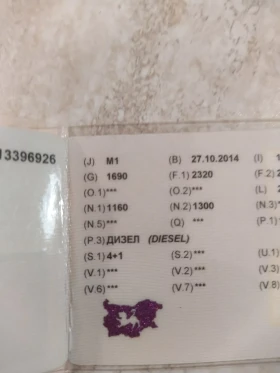 13396926
(J) M1 (B) 27.10.2014 (I)
(G) 1690 (F.1) 2320 (F.2)
(O.1)*** (O.2)*** (L)
(N.1)1160 (N.2)1300 (N.3)
(N.5)*** (Q) *** (P.1)
(P.3) ДИЗЕЛ (DIESEL)
(S.1) 4+1 (S.2)*** (U.1)
(V.1)*** (V.2)*** (V.3)
(V.6)*** (V.7)*** (V.8)